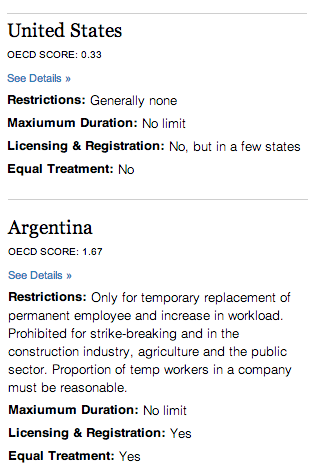 United States
OECD SCORE: 0.33
See Details »
Restrictions: Generally none
Maxiumum Duration: No limit
Licensing & Registration: No, but in a few states
Equal Treatment: No
Argentina
OECD SCORE: 1.67
See Details »
Restrictions: Only for temporary replacement of
permanent employee and increase in workload.
Prohibited for strike-breaking and in the
construction industry, agriculture and the public
sector. Proportion of temp workers in a company
must be reasonable.
Maxiumum Duration: No limit
Licensing & Registration: Yes
Equal Treatment: Yes